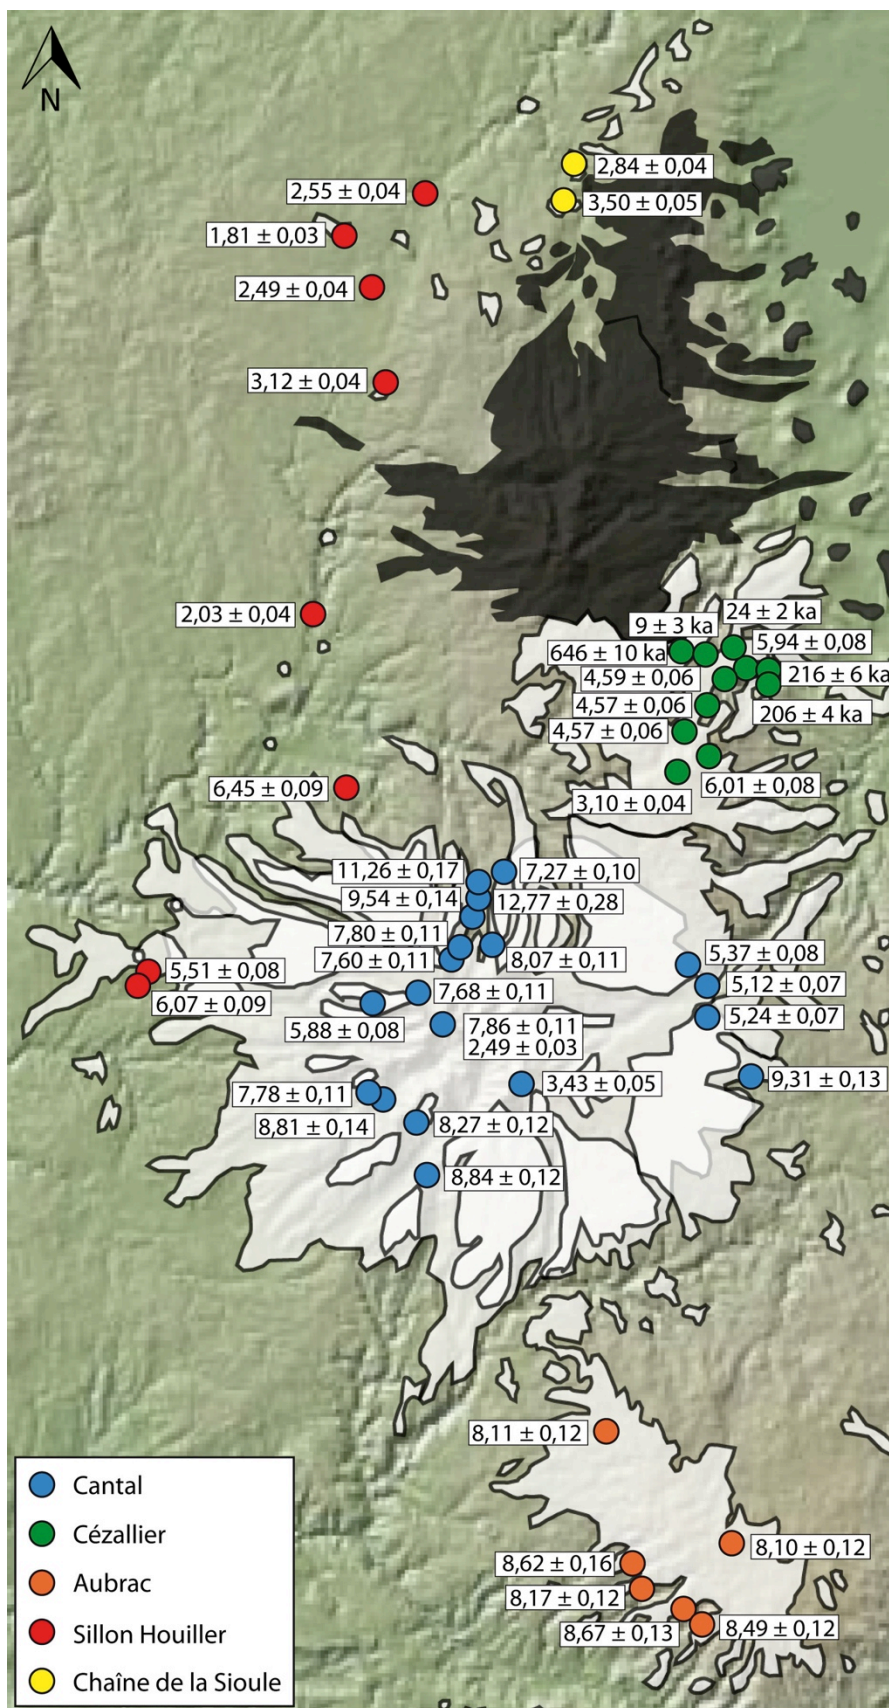 N
2,84 ± 0,04
2,55 ± 0,04
3,50 ± 0,05
1,81 ± 0,03
2,49 ± 0,04
3,12 ± 0,04
2,03 ± 0,04
24 ± 2 ka
9 ± 3 ka
5,94 ± 0,08
646 ± 10 ka
4,59 ± 0,06
216 ± 6 ka
4,57 ± 0,06
206 ± 4 ka
4,57 ± 0,06
6,45 ± 0,09
6,01 ± 0,08
3,10 ± 0,04
11,26 ± 0,17
7,27 ± 0,10
9,54 ± 0,14
12,77 ± 0,28
7,80 ± 0,11
8,07 ± 0,11
7,60 ± 0,11
5,37 ± 0,08
5,51 ± 0,08
5,12 ± 0,07
6,07 ± 0,09
7,68 ± 0,11
5,88 ± 0,08
5,24 ± 0,07
7,86 ± 0,11
2,49 ± 0,03
9,31 ± 0,13
3,43 ± 0,05
7,78 ± 0,11
8,81 ± 0,14
8,27 ± 0,12
8,84 ± 0,12
8,11 ± 0,12
8,10 ± 0,12
8,62 ± 0,16
8,17 ± 0,12
8,67 ± 0,13
8,49 ± 0,12
Cantal
Cézallier
Aubrac
Sillon Houiller
Chaîne de la Sioule